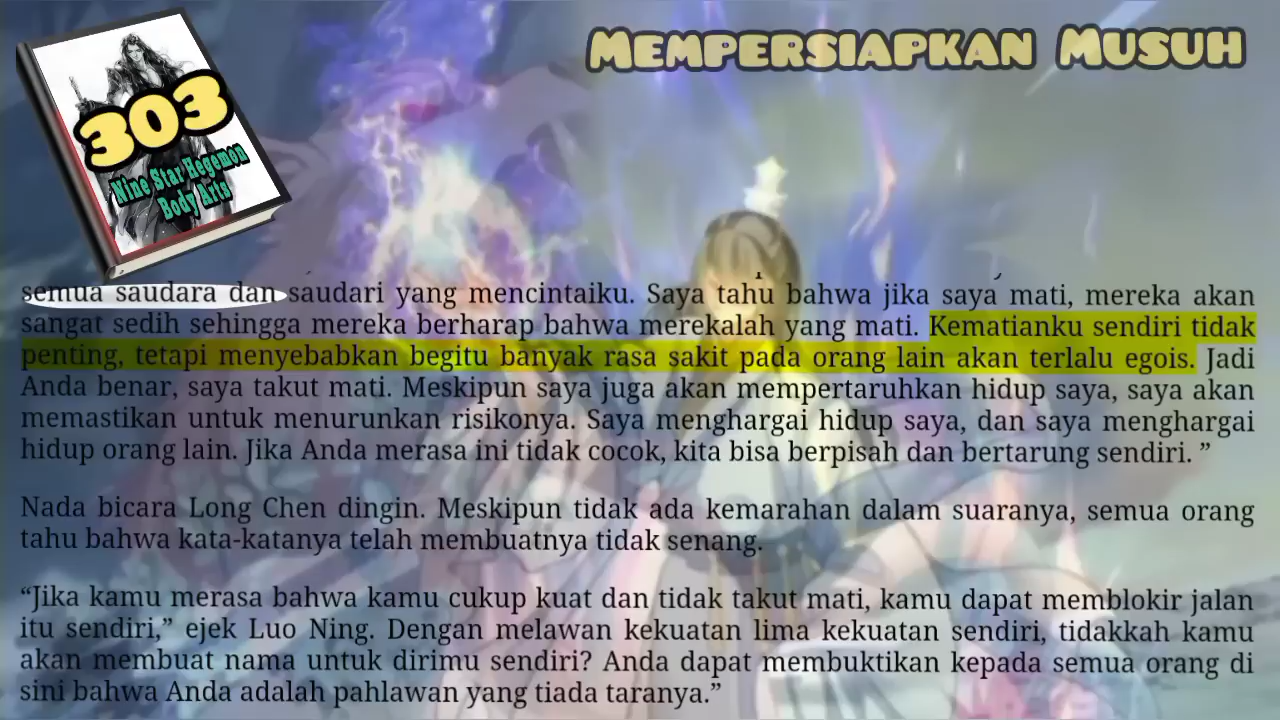 MEMPERSIAPKAN MUSUH
303
Nine Star Hegemon
Body Arts
semua saudara dan saudari yang mencintaiku. Saya tahu bahwa jika saya mati, mereka akan
sangat sedih sehingga mereka berharap bahwa merekalah yang mati. Kematianku sendiri tidak
penting, tetapi menyebabkan begitu banyak rasa sakit pada orang lain akan terlalu egois. Jadi
Anda benar, saya takut mati. Meskipun saya juga akan mempertaruhkan hidup saya, saya akan
memastikan untuk menurunkan risikonya. Saya menghargai hidup saya, dan saya menghargai
hidup orang lain. Jika Anda merasa ini tidak cocok, kita bisa berpisah dan bertarung sendiri. ”
Nada bicara Long Chen dingin. Meskipun tidak ada kemarahan dalam suaranya, semua orang
tahu bahwa kata-katanya telah membuatnya tidak senang.
“Jika kamu merasa bahwa kamu cukup kuat dan tidak takut mati, kamu dapat memblokir jalan
itu sendiri,” ejek Luo Ning. Dengan melawan kekuatan lima kekuatan sendiri, tidakkah kamu
akan membuat nama untuk dirimu sendiri? Anda dapat membuktikan kepada semua orang di
sini bahwa Anda adalah pahlawan yang tiada taranya.”